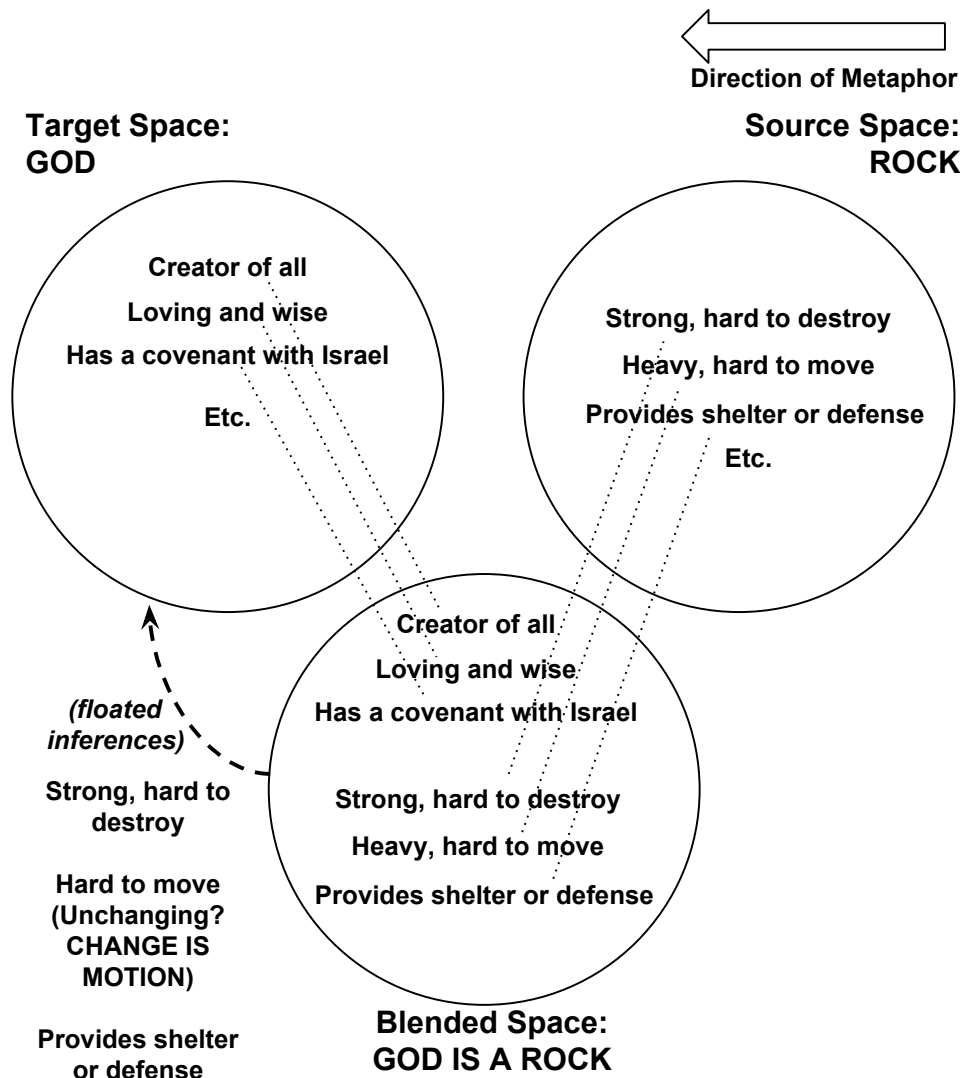 Direction of Metaphor
Target Space:
GOD
Source Space:
ROCK
Creator of all
Loving and wise
Has a covenant with Israel
Etc.
Strong, hard to destroy
Heavy, hard to move
Provides shelter or defense
Etc.
Creator of all
Loving and wise
Has a covenant with Israel
Strong, hard to destroy
Heavy, hard to move
Provides shelter or defense
(floated
inferences)
Strong, hard to
destroy
Hard to move
(Unchanging?
CHANGE IS
MOTION)
Provides shelter
or defense
Blended Space:
GOD IS A ROCK